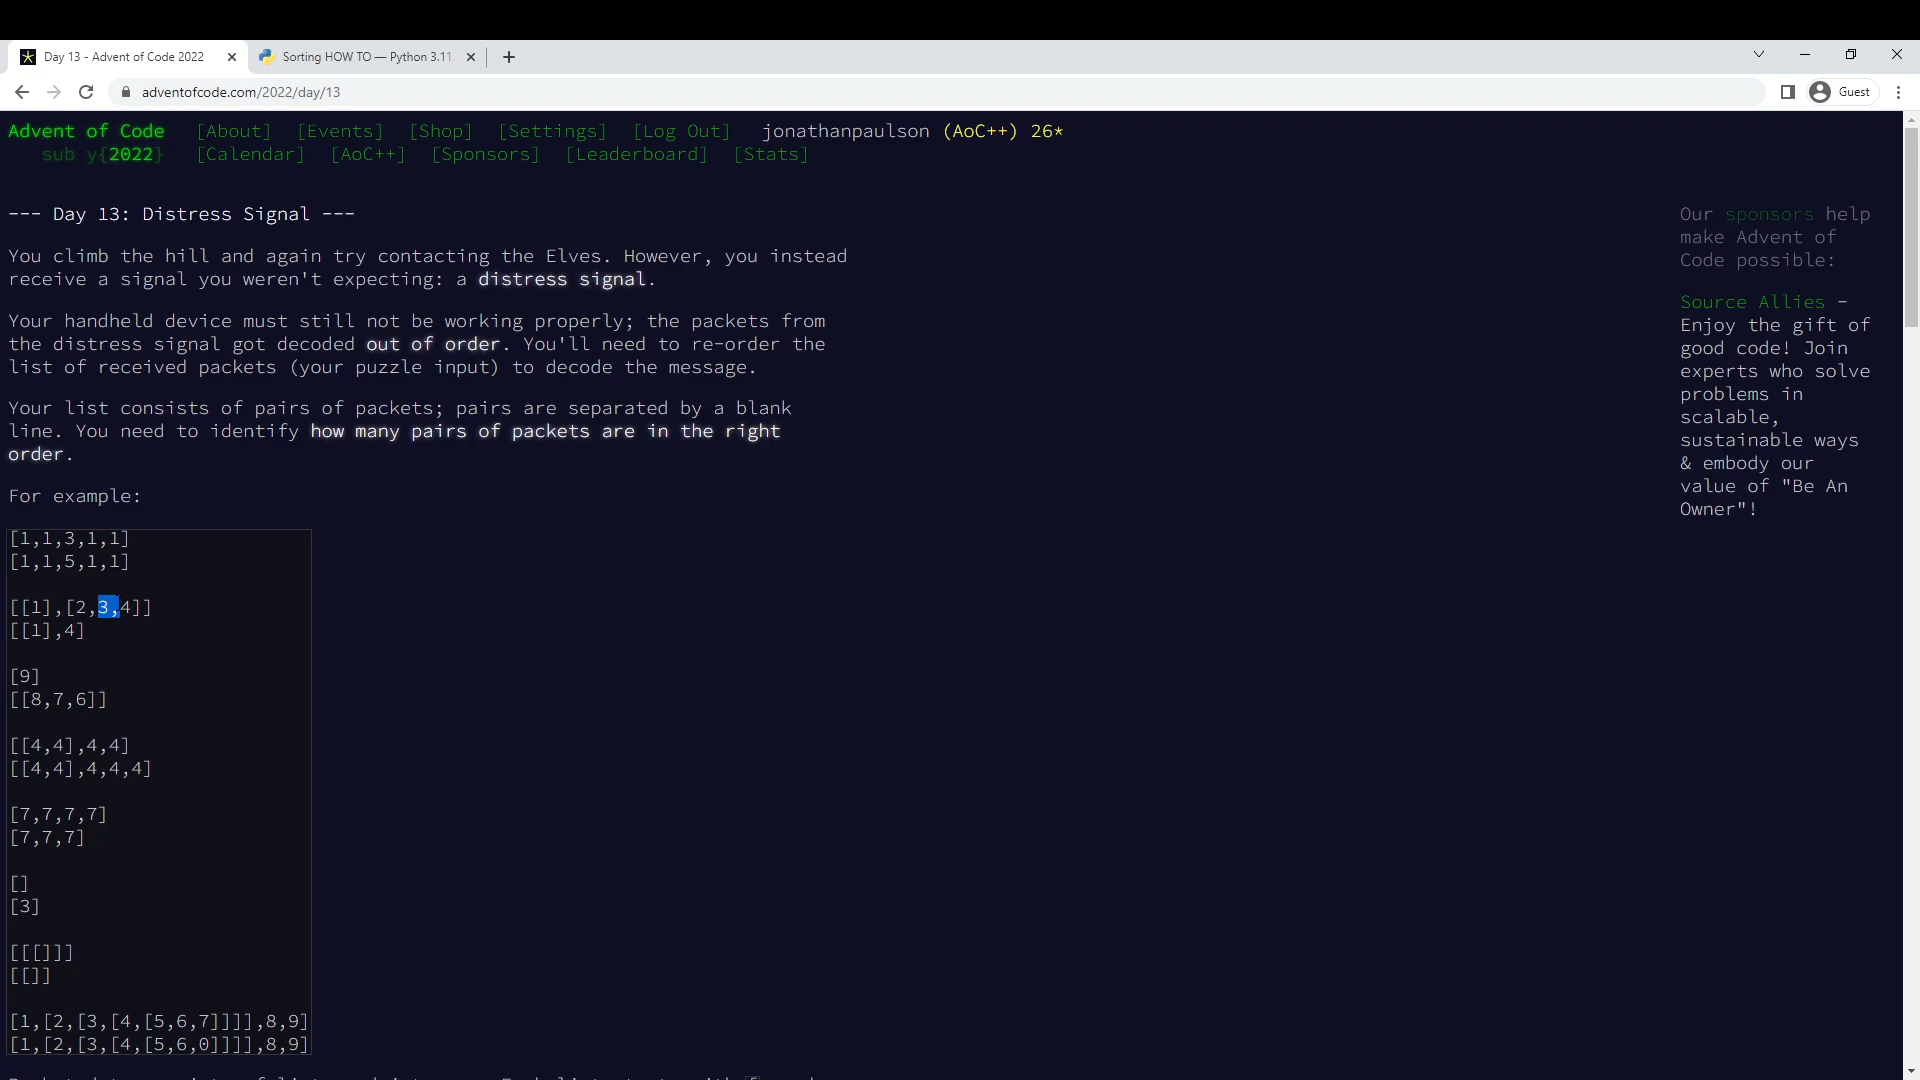 Day 13 - Advent of Code 2022
Sorting HOW TO — Python 3.11.
adventofcode.com/2022/day/13
Guest
Advent of Code [About] [Events] [Shop] [Settings] [Log Out] jonathanpaulson (AoC++) 26*
sub y{2022} [Calendar] [AoC++] [Sponsors] [Leaderboard] [Stats]
--- Day 13: Distress Signal ---
You climb the hill and again try contacting the Elves. However, you instead
receive a signal you weren't expecting: a distress signal.
Your handheld device must still not be working properly; the packets from
the distress signal got decoded out of order. You'll need to re-order the
list of received packets (your puzzle input) to decode the message.
Your list consists of pairs of packets; pairs are separated by a blank
line. You need to identify how many pairs of packets are in the right
order.
For example:
[1,1,3,1,1]
[1,1,5,1,1]
[[1],[2,3,4]]
[[1],4]
[9]
[[8,7,6]]
[[4,4],4,4]
[[4,4],4,4,4]
[7,7,7,7]
[7,7,7]
[]
[3]
[[[]]]
[[]]
[1,[2,[3,[4,[5,6,7]]]],8,9]
[1,[2,[3,[4,[5,6,0]]]],8,9]
Our sponsors help
make Advent of
Code possible:
Source Allies -
Enjoy the gift of
good code! Join
experts who solve
problems in
scalable,
sustainable ways
& embody our
value of "Be An
Owner"!